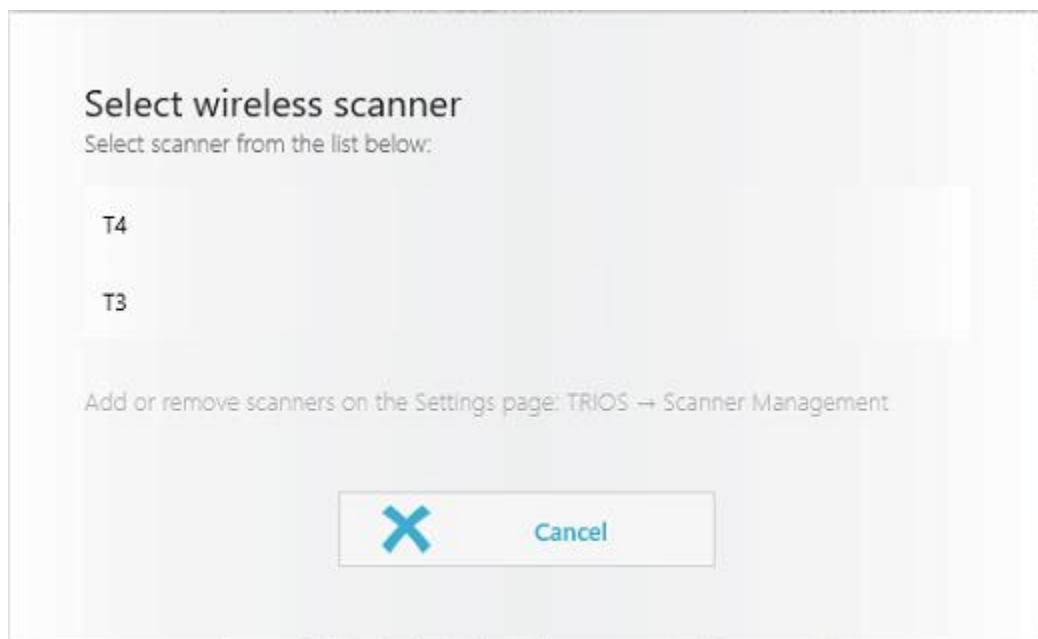 Select wireless scanner
Select scanner from the list below:
T4
T3
Add or remove scanners on the Settings page: TRIOS → Scanner Management
Cancel